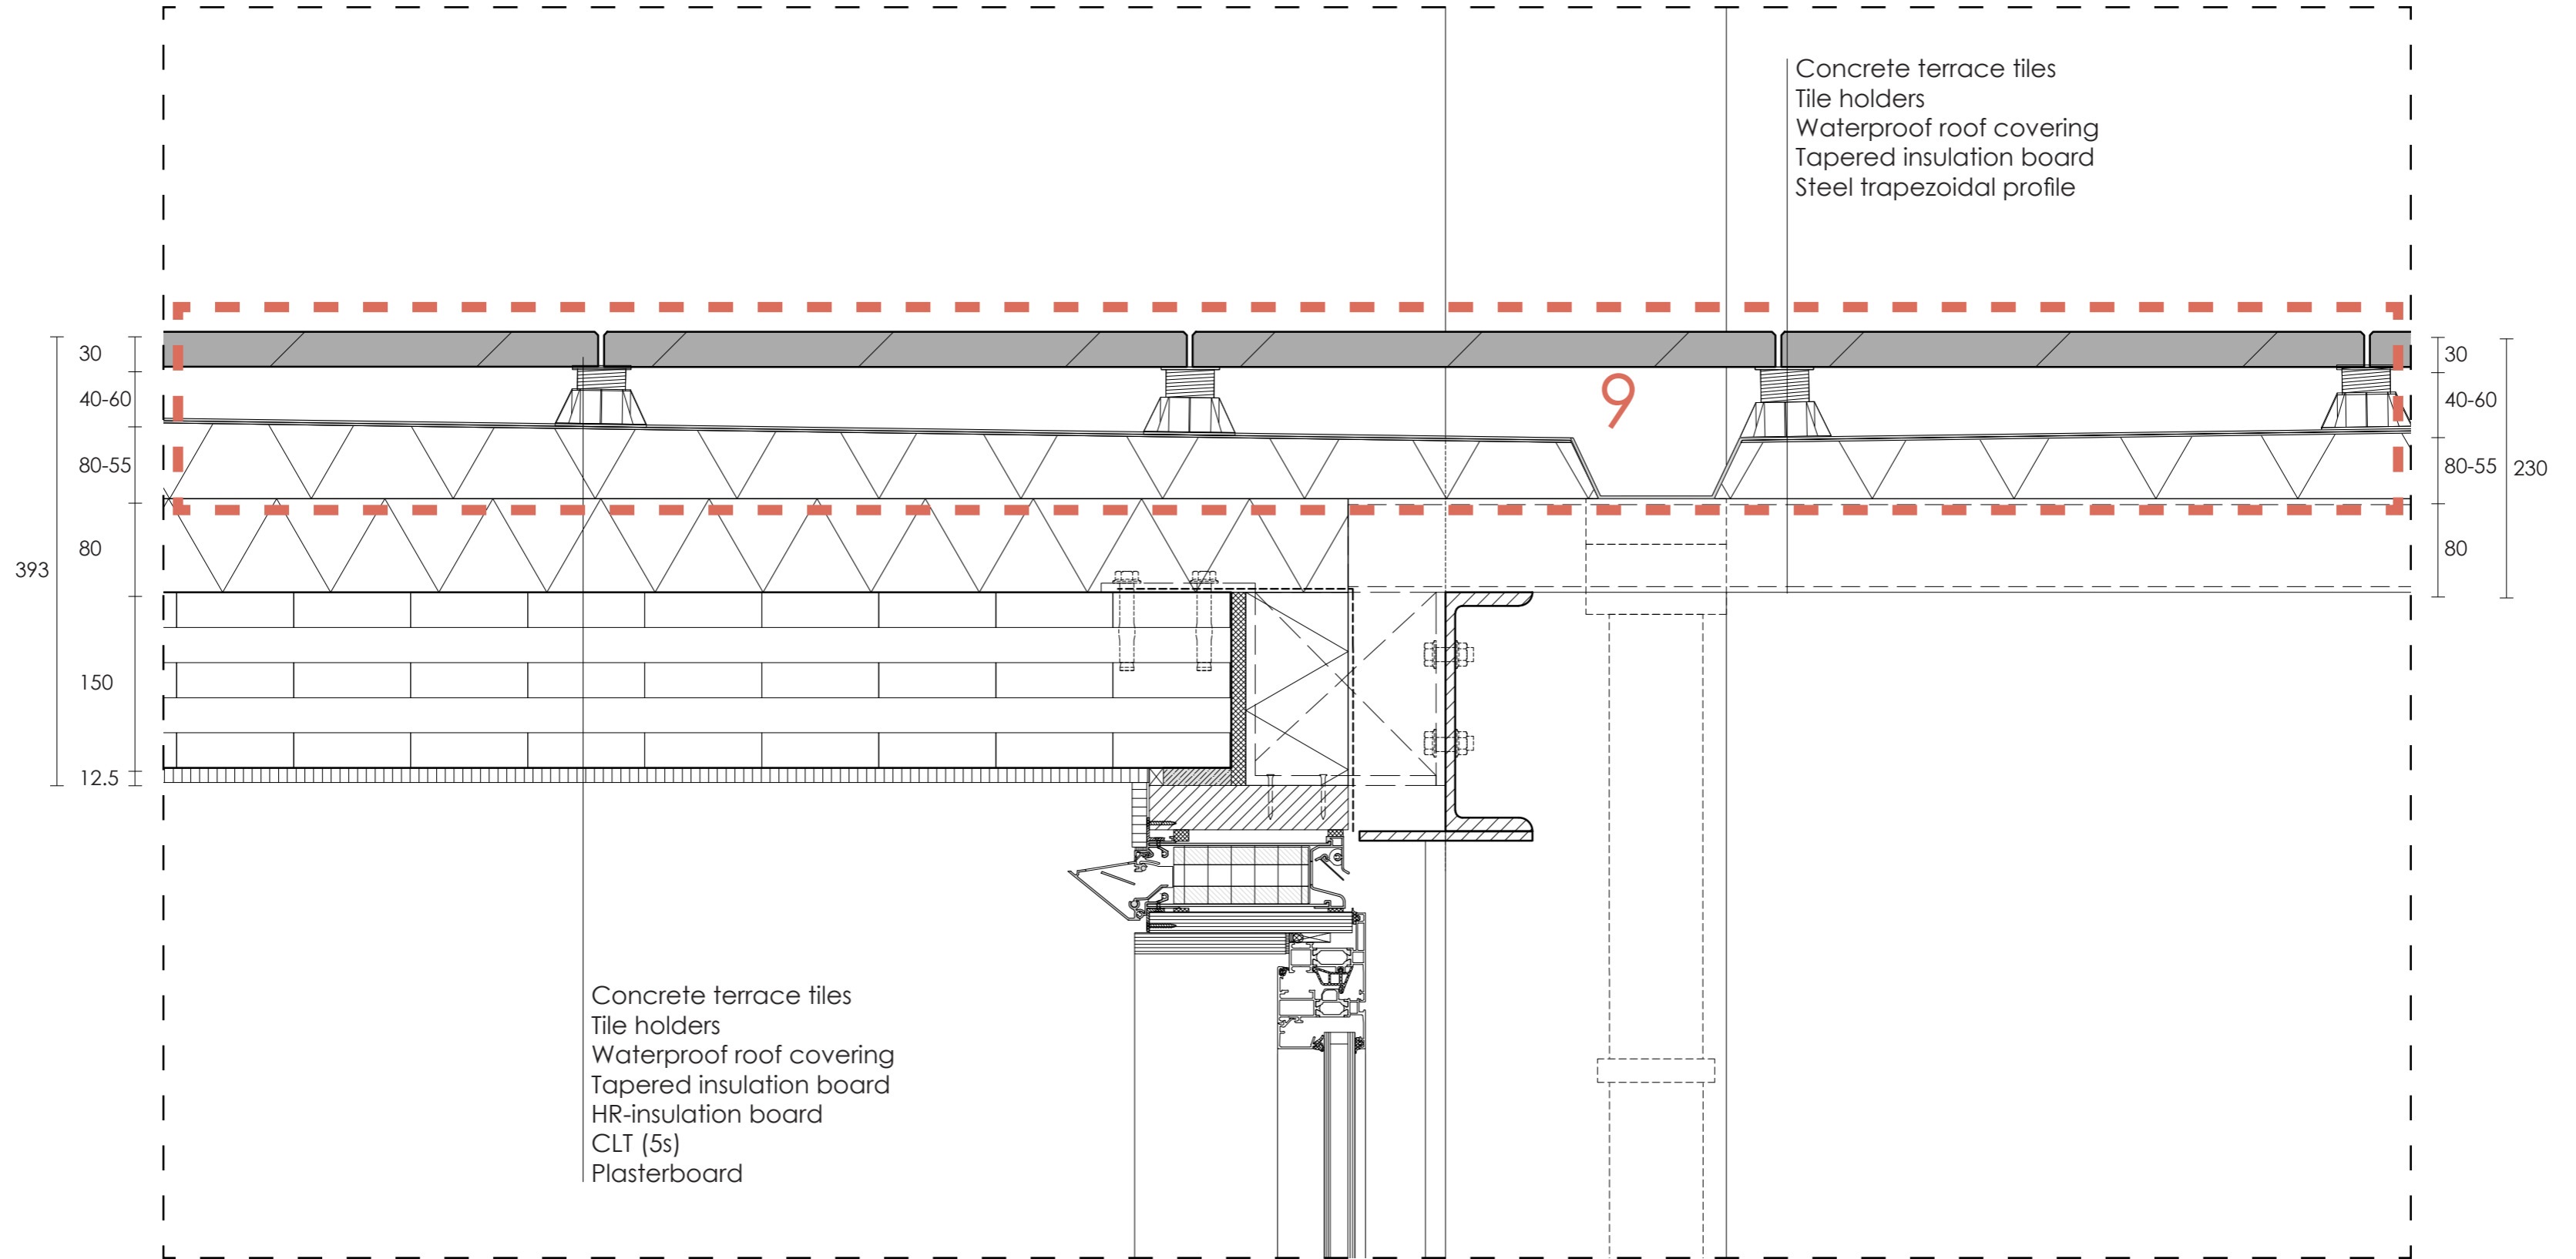 Concrete terrace tiles
Tile holders
Waterproof roof covering
Tapered insulation board
Steel trapezoidal profile
30
40-60
80-55
80
393
150
12.5
9
30
40-60
80-55
230
80
Concrete terrace tiles
Tile holders
Waterproof roof covering
Tapered insulation board
HR-insulation board
CLT (5s)
Plasterboard